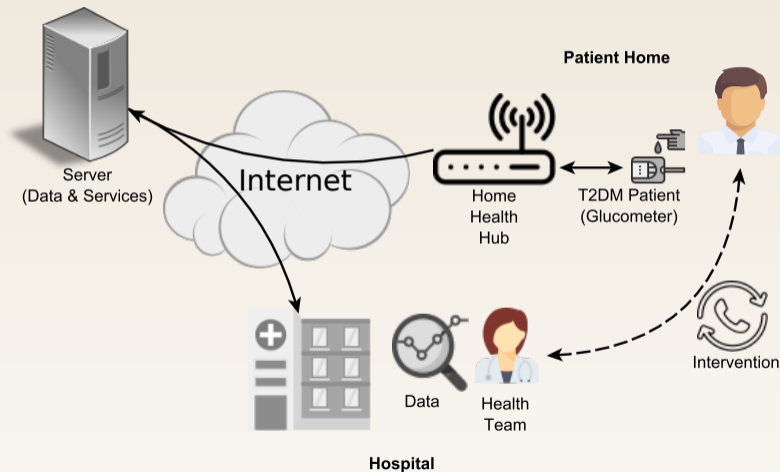 Patient Home
Server
(Data & Services)
Internet
Home
Health
Hub
T2DM Patient
(Glucometer)
Intervention
Data
Health
Team
Hospital